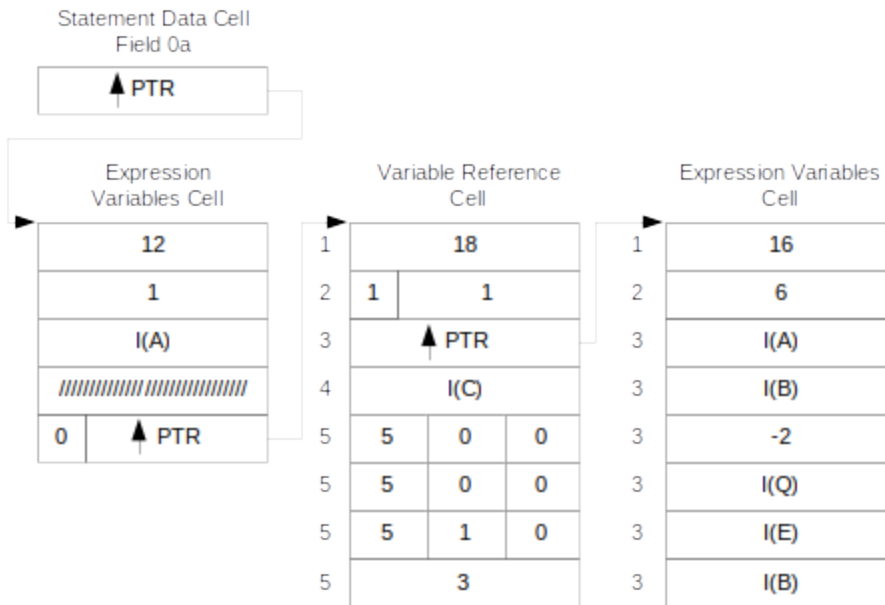 Statement Data Cell
Field 0a
PTR
Expression
Variables Cell
12
1
I(A)
//////////////////////////////
0 PTR
Variable Reference
Cell
1 18
2 1 1
3 PTR
4 I(C)
5 5 0 0
5 5 0 0
5 5 1 0
5 3
Expression Variables
Cell
1 16
2 6
3 I(A)
3 I(B)
3 -2
3 I(Q)
3 I(E)
3 I(B)